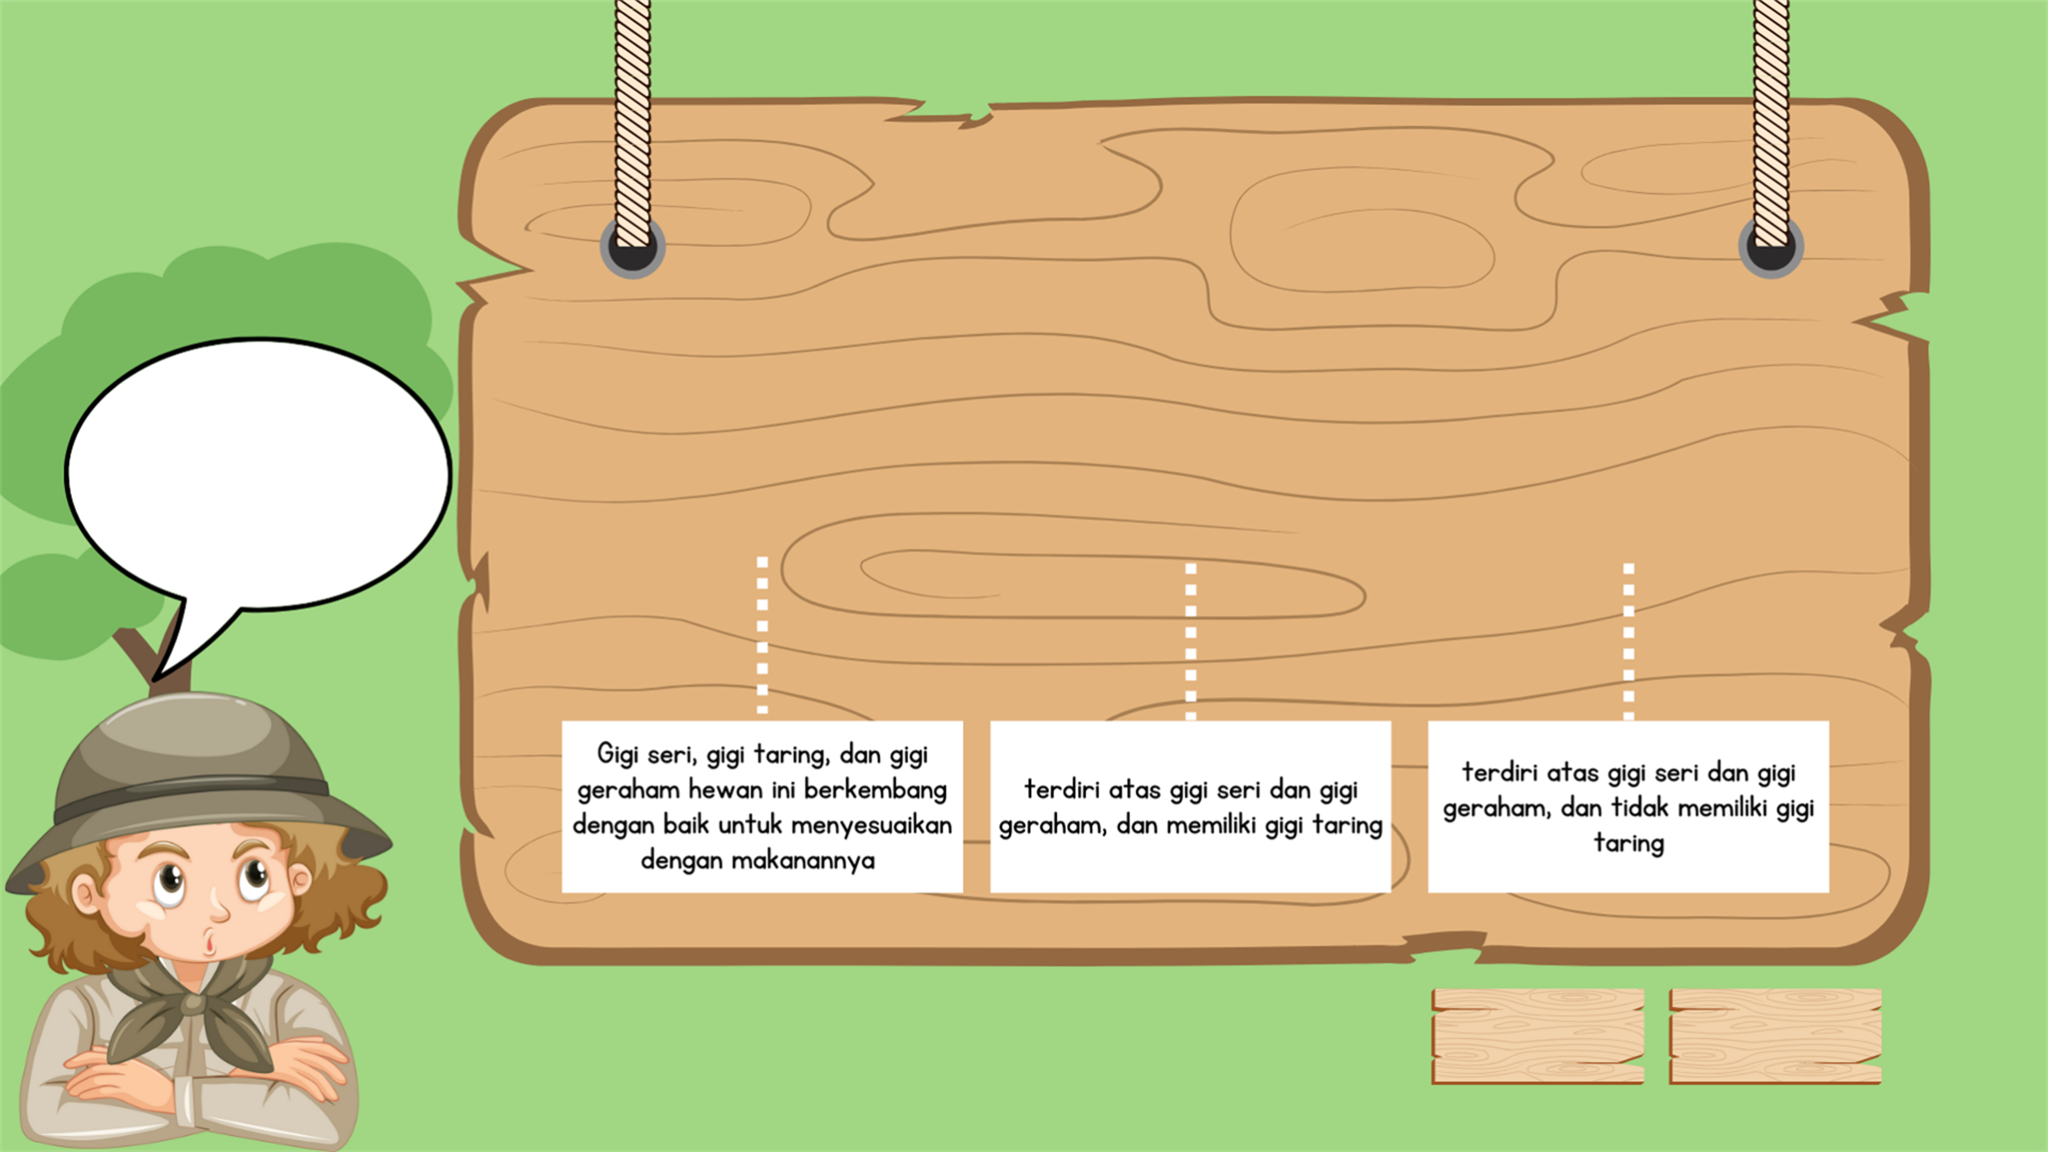 Gigi seri, gigi taring, dan gigi
geraham hewan ini berkembang
dengan baik untuk menyesuaikan
dengan makanannya
terdiri atas gigi seri dan gigi
geraham, dan memiliki gigi taring
terdiri atas gigi seri dan gigi
geraham, dan tidak memiliki gigi
taring